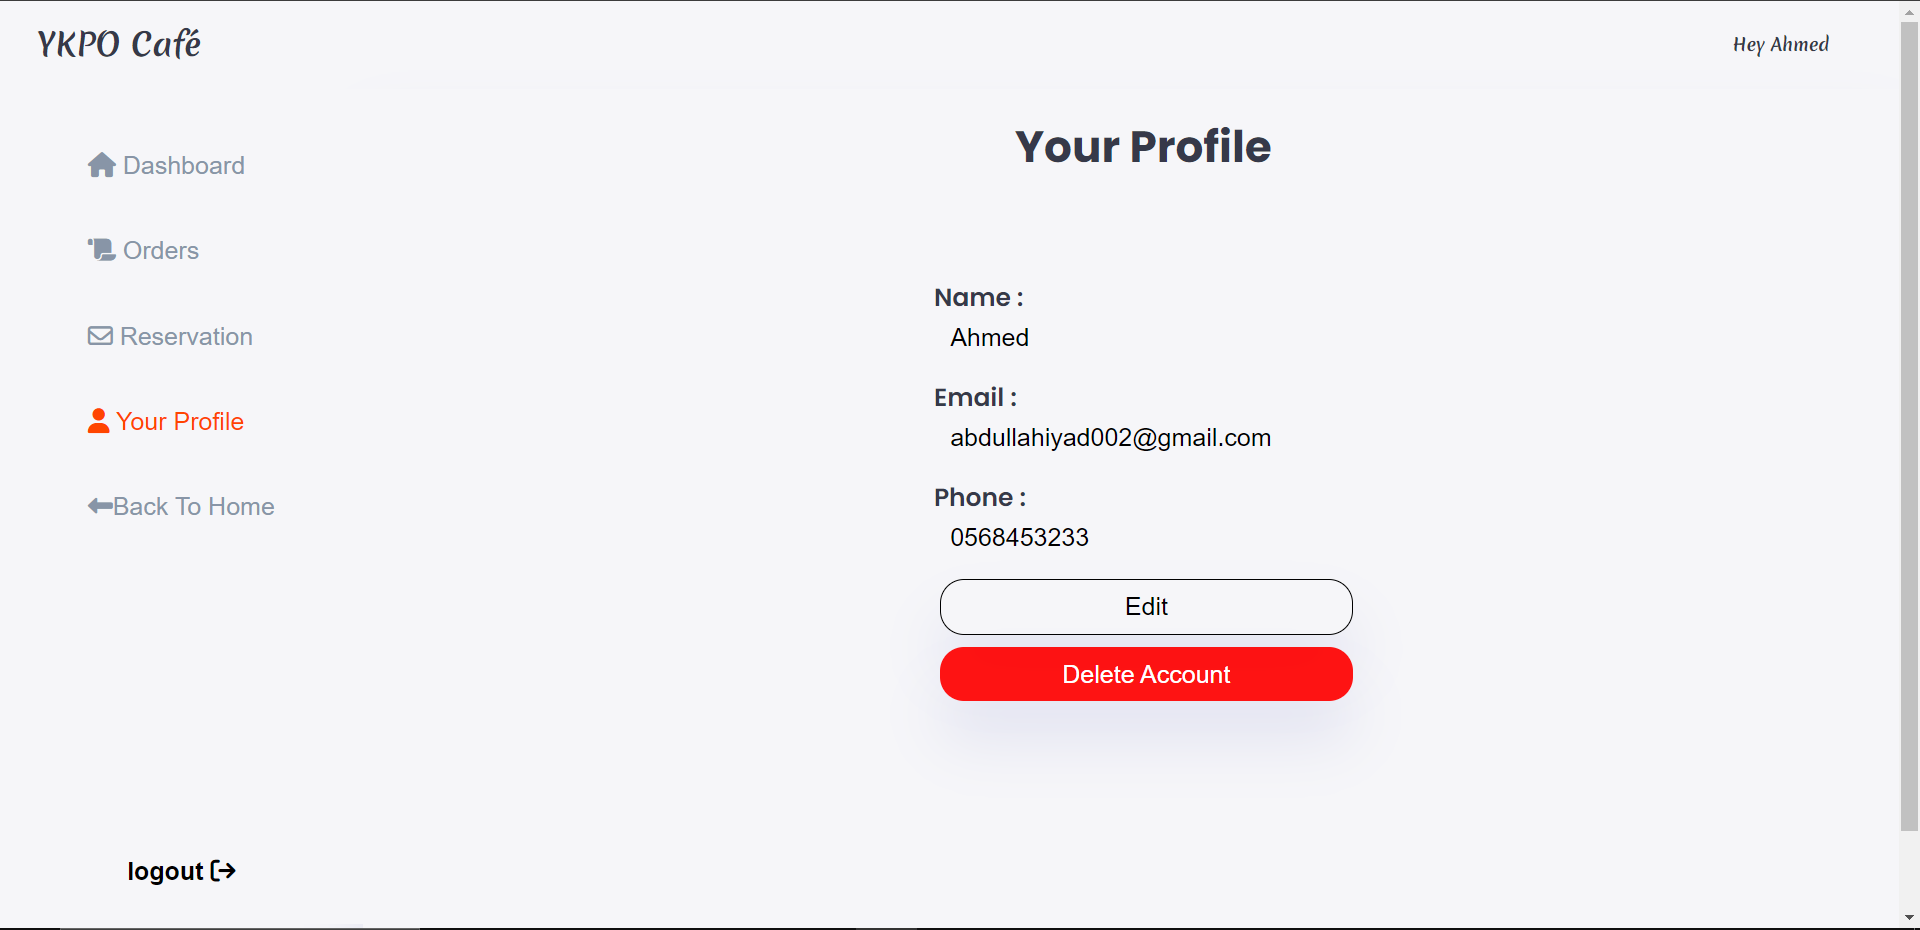 YKPO Café
Hey Ahmed
Dashboard
Orders
Reservation
Your Profile
Back To Home
logout
Your Profile
Name :
Ahmed
Email :
abdullahiyad002@gmail.com
Phone :
0568453233
Edit
Delete Account